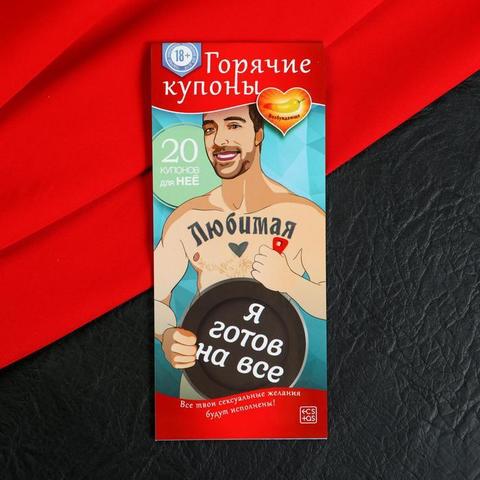 18+
Горячие
купоны
Возбуждающие
20
КУПОНОВ
для НЕЁ
Любимая
Я
готов
на все
Все твои сексуальные желания
будут исполнены!